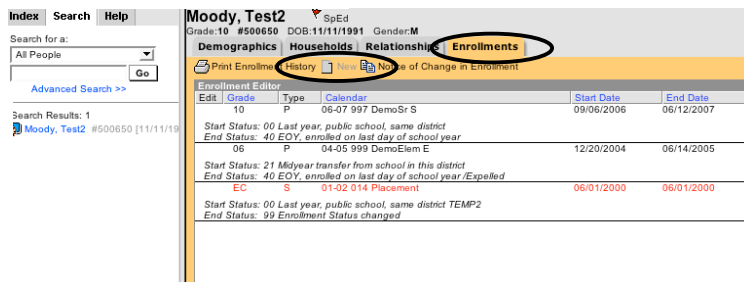 Index Search Help
Search for a:
All People
Go
Advanced Search >>
Search Results: 1
Moody, Test2 #500650 [11/11/19
Moody, Test2 SpEd
Grade:10 #500650 DOB:11/11/1991 Gender:M
Demographics Households Relationships Enrollments
Print Enrollment History New Notice of Change in Enrollment
Enrollment Editor
Edit Grade Type Calendar Start Date End Date
10 P 06-07 997 DemoSr S 09/06/2006 06/12/2007
Start Status: 00 Last year, public school, same district
End Status: 40 EOY, enrolled on last day of school year
06 P 04-05 999 DemoElem E 12/20/2004 06/14/2005
Start Status: 21 Midyear transfer from school in this district
End Status: 40 EOY, enrolled on last day of school year /Expelled
EC S 01-02 014 Placement 06/01/2000 06/01/2000
Start Status: 00 Last year, public school, same district TEMP2
End Status: 99 Enrollment Status changed